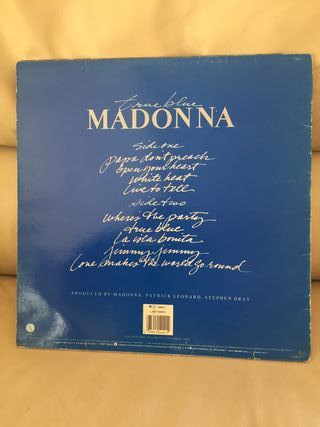 true blue
MADONNA
side one
papa don't preach
open your heart
white heat
live to tell
side two
where's the party
true blue
la isla bonita
jimmy jimmy
love makes the world go round
PRODUCED BY MADONNA, PATRICK LEONARD, STEPHEN BRAY